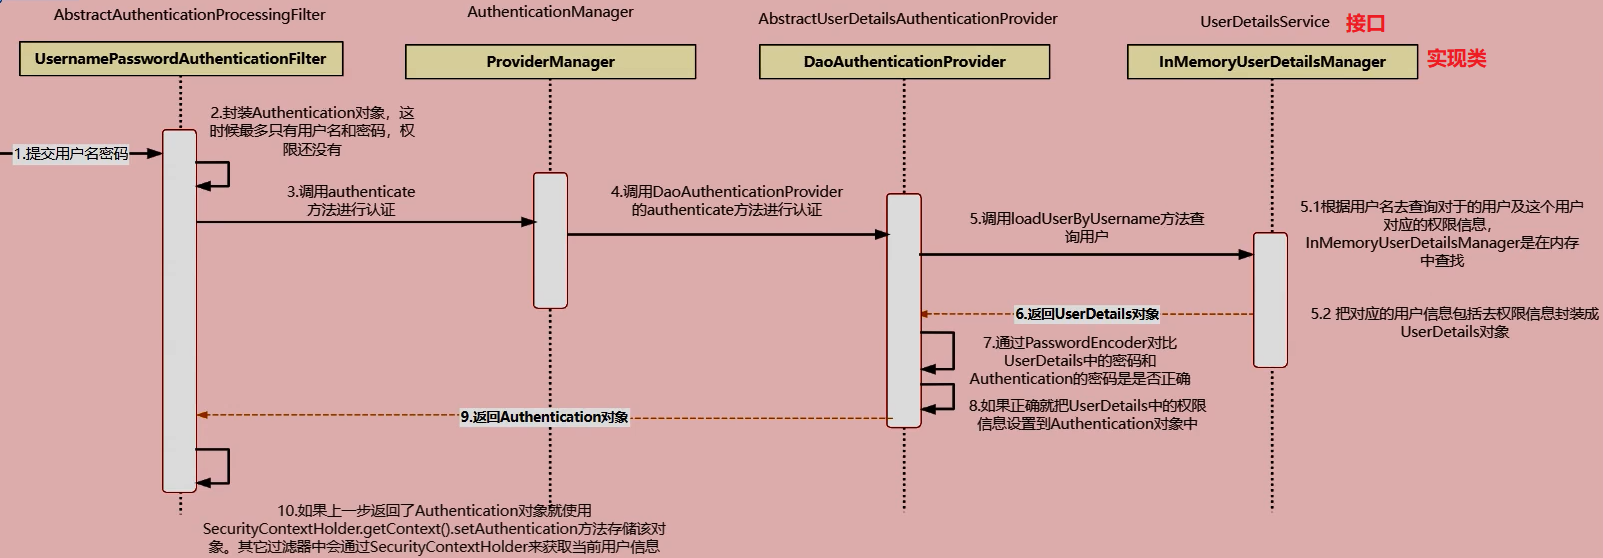 AbstractAuthenticationProcessingFilter
AuthenticationManager
AbstractUserDetailsAuthenticationProvider
UserDetailsService 接口
UsernamePasswordAuthenticationFilter
ProviderManager
DaoAuthenticationProvider
InMemoryUserDetailsManager 实现类
1.提交用户名密码
2.封装Authentication对象，这
时候最多只有用户名和密码，权
限还没有
3.调用authenticate
方法进行认证
4.调用DaoAuthenticationProvider
的authenticate方法进行认证
5.调用loadUserByUsername方法查
询用户
5.1根据用户名去查询对于的用户及这个用户
对应的权限信息，
InMemoryUserDetailsManager是在内存
中查找
5.2 把对应的用户信息包括去权限信息封装成
UserDetails对象
6.返回UserDetails对象
7.通过PasswordEncoder对比
UserDetails中的密码和
Authentication的密码是是否正确
8.如果正确就把UserDetails中的权限
信息设置到Authentication对象中
9.返回Authentication对象
10.如果上一步返回了Authentication对象就使用
SecurityContextHolder.getContext().setAuthentication方法存储该对
象。其它过滤器中会通过SecurityContextHolder来获取当前用户信息